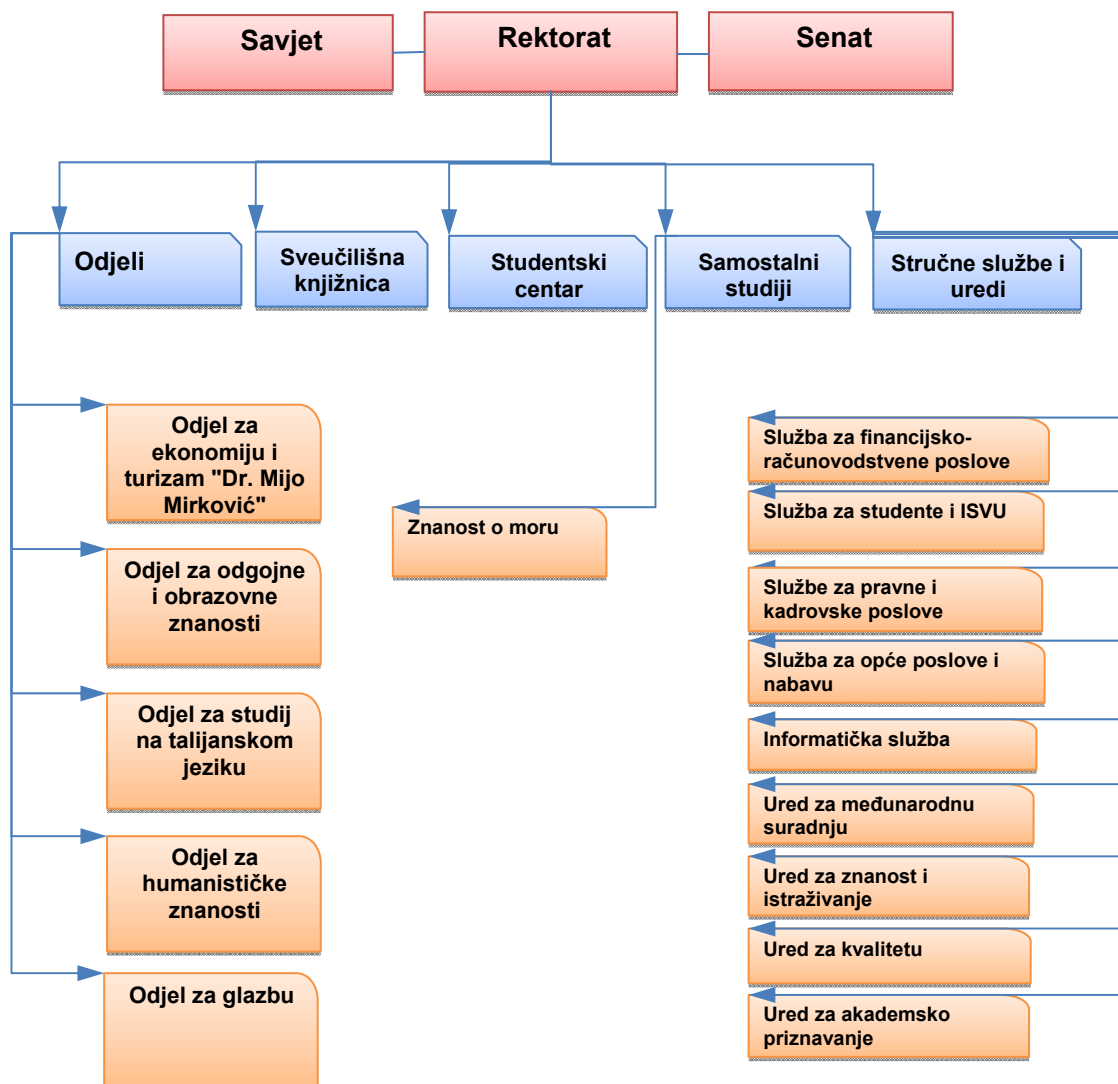 Savjet
Rektorat
Senat
Odjeli
Sveučilišna
knjižnica
Studentski
centar
Samostalni
studiji
Stručne službe i
uredi
Odjel za
ekonomiju i
turizam "Dr. Mijo
Mirković"
Odjel za odgojne
i obrazovne
znanosti
Odjel za studij
na talijanskom
jeziku
Odjel za
humanističke
znanosti
Odjel za glazbu
Znanost o moru
Služba za financijsko-
računovodstvene poslove
Služba za studente i ISVU
Službe za pravne i
kadrovske poslove
Služba za opće poslove i
nabavu
Informatička služba
Ured za međunarodnu
suradnju
Ured za znanost i
istraživanje
Ured za kvalitetu
Ured za akademsko
priznavanje